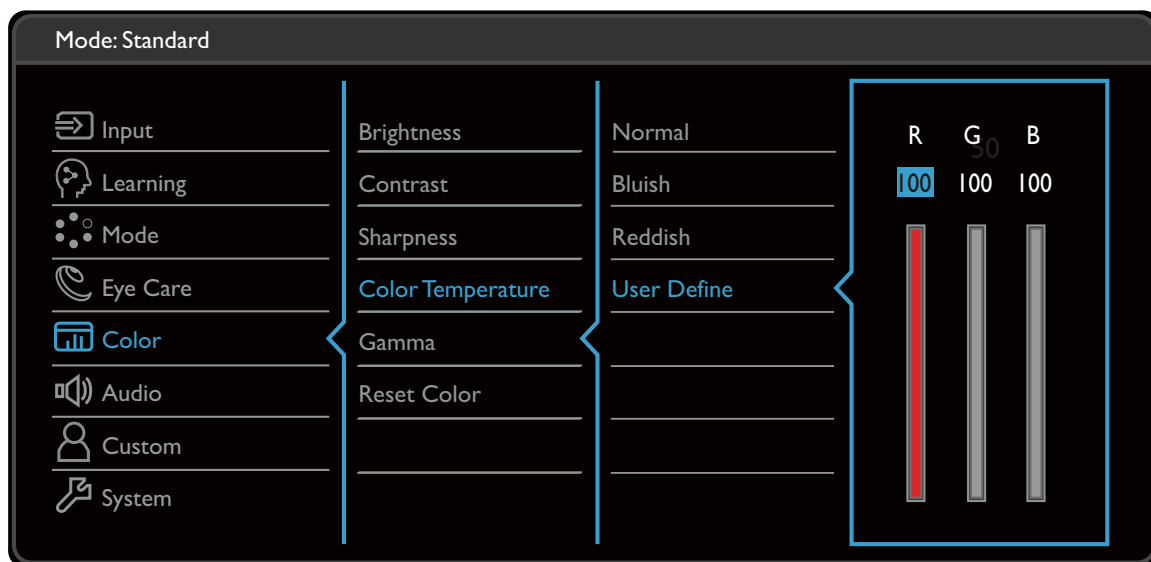 Mode: Standard
Input
Learning
Mode
Eye Care
Color
Audio
Custom
System
Brightness
Contrast
Sharpness
Color Temperature
Gamma
Reset Color
Normal
Bluish
Reddish
User Define
R G B
50
100 100 100